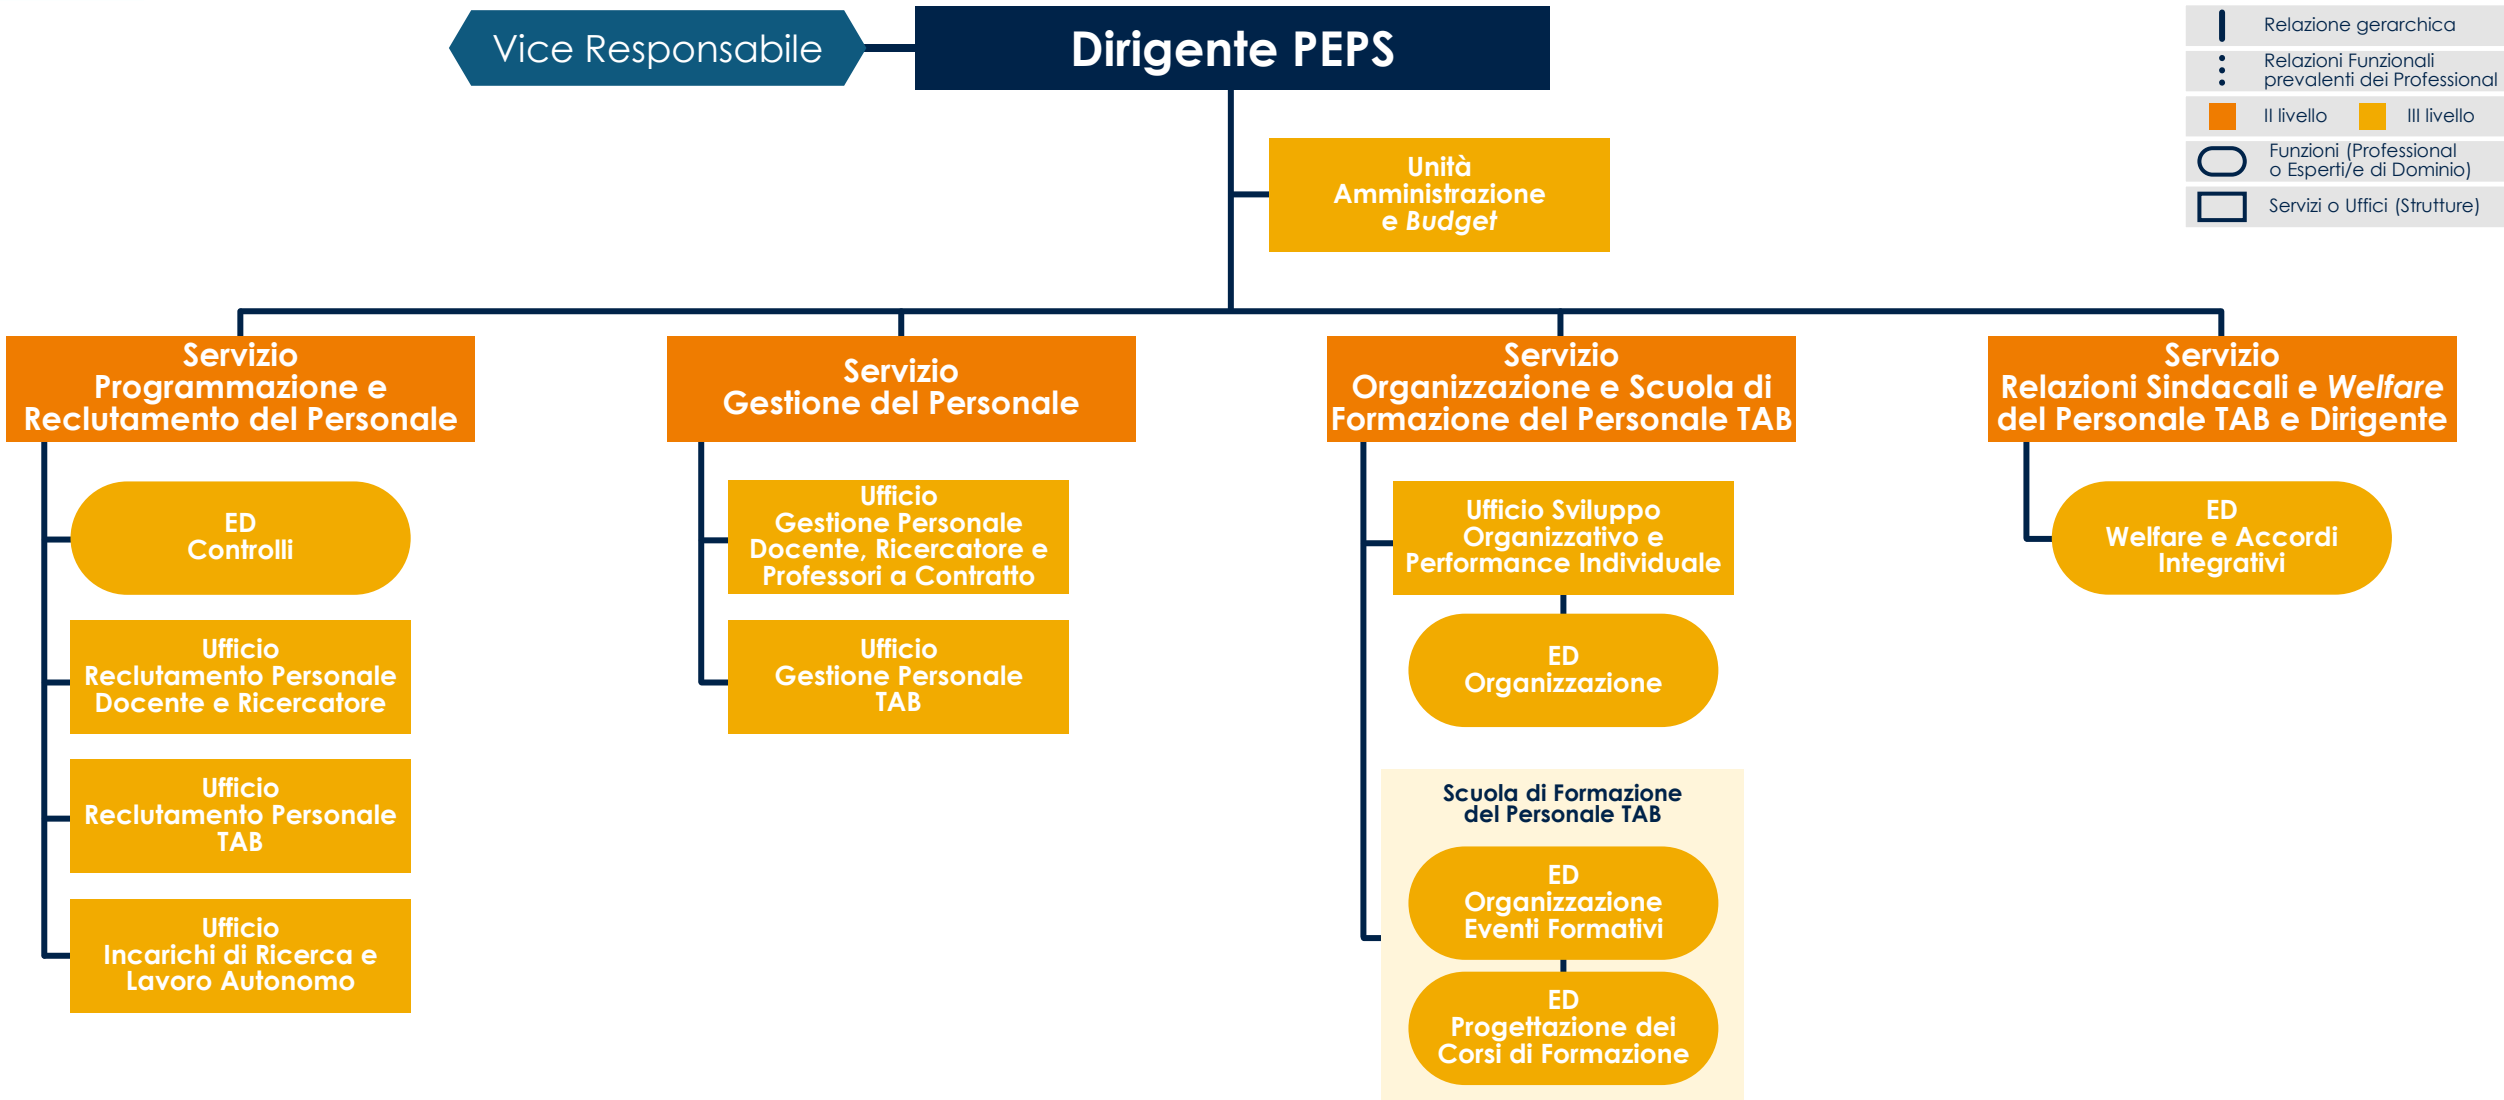 Vice Responsabile
Dirigente PEPS
Relazione gerarchica
Relazioni Funzionali
prevalenti dei Professional
II livello
III livello
Funzioni (Professional
o Esperti/e di Dominio)
Servizi o Uffici (Strutture)
Unità
Amministrazione
e Budget
Servizio
Programmazione e
Reclutamento del Personale
ED
Controlli
Ufficio
Reclutamento Personale
Docente e Ricercatore
Ufficio
Reclutamento Personale
TAB
Ufficio
Incarichi di Ricerca e
Lavoro Autonomo
Servizio
Gestione del Personale
Ufficio
Gestione Personale
Docente, Ricercatore e
Professori a Contratto
Ufficio
Gestione Personale
TAB
Servizio
Organizzazione e Scuola di
Formazione del Personale TAB
Ufficio Sviluppo
Organizzativo e
Performance Individuale
ED
Organizzazione
Scuola di Formazione
del Personale TAB
ED
Organizzazione
Eventi Formativi
ED
Progettazione dei
Corsi di Formazione
Servizio
Relazioni Sindacali e Welfare
del Personale TAB e Dirigente
ED
Welfare e Accordi
Integrativi